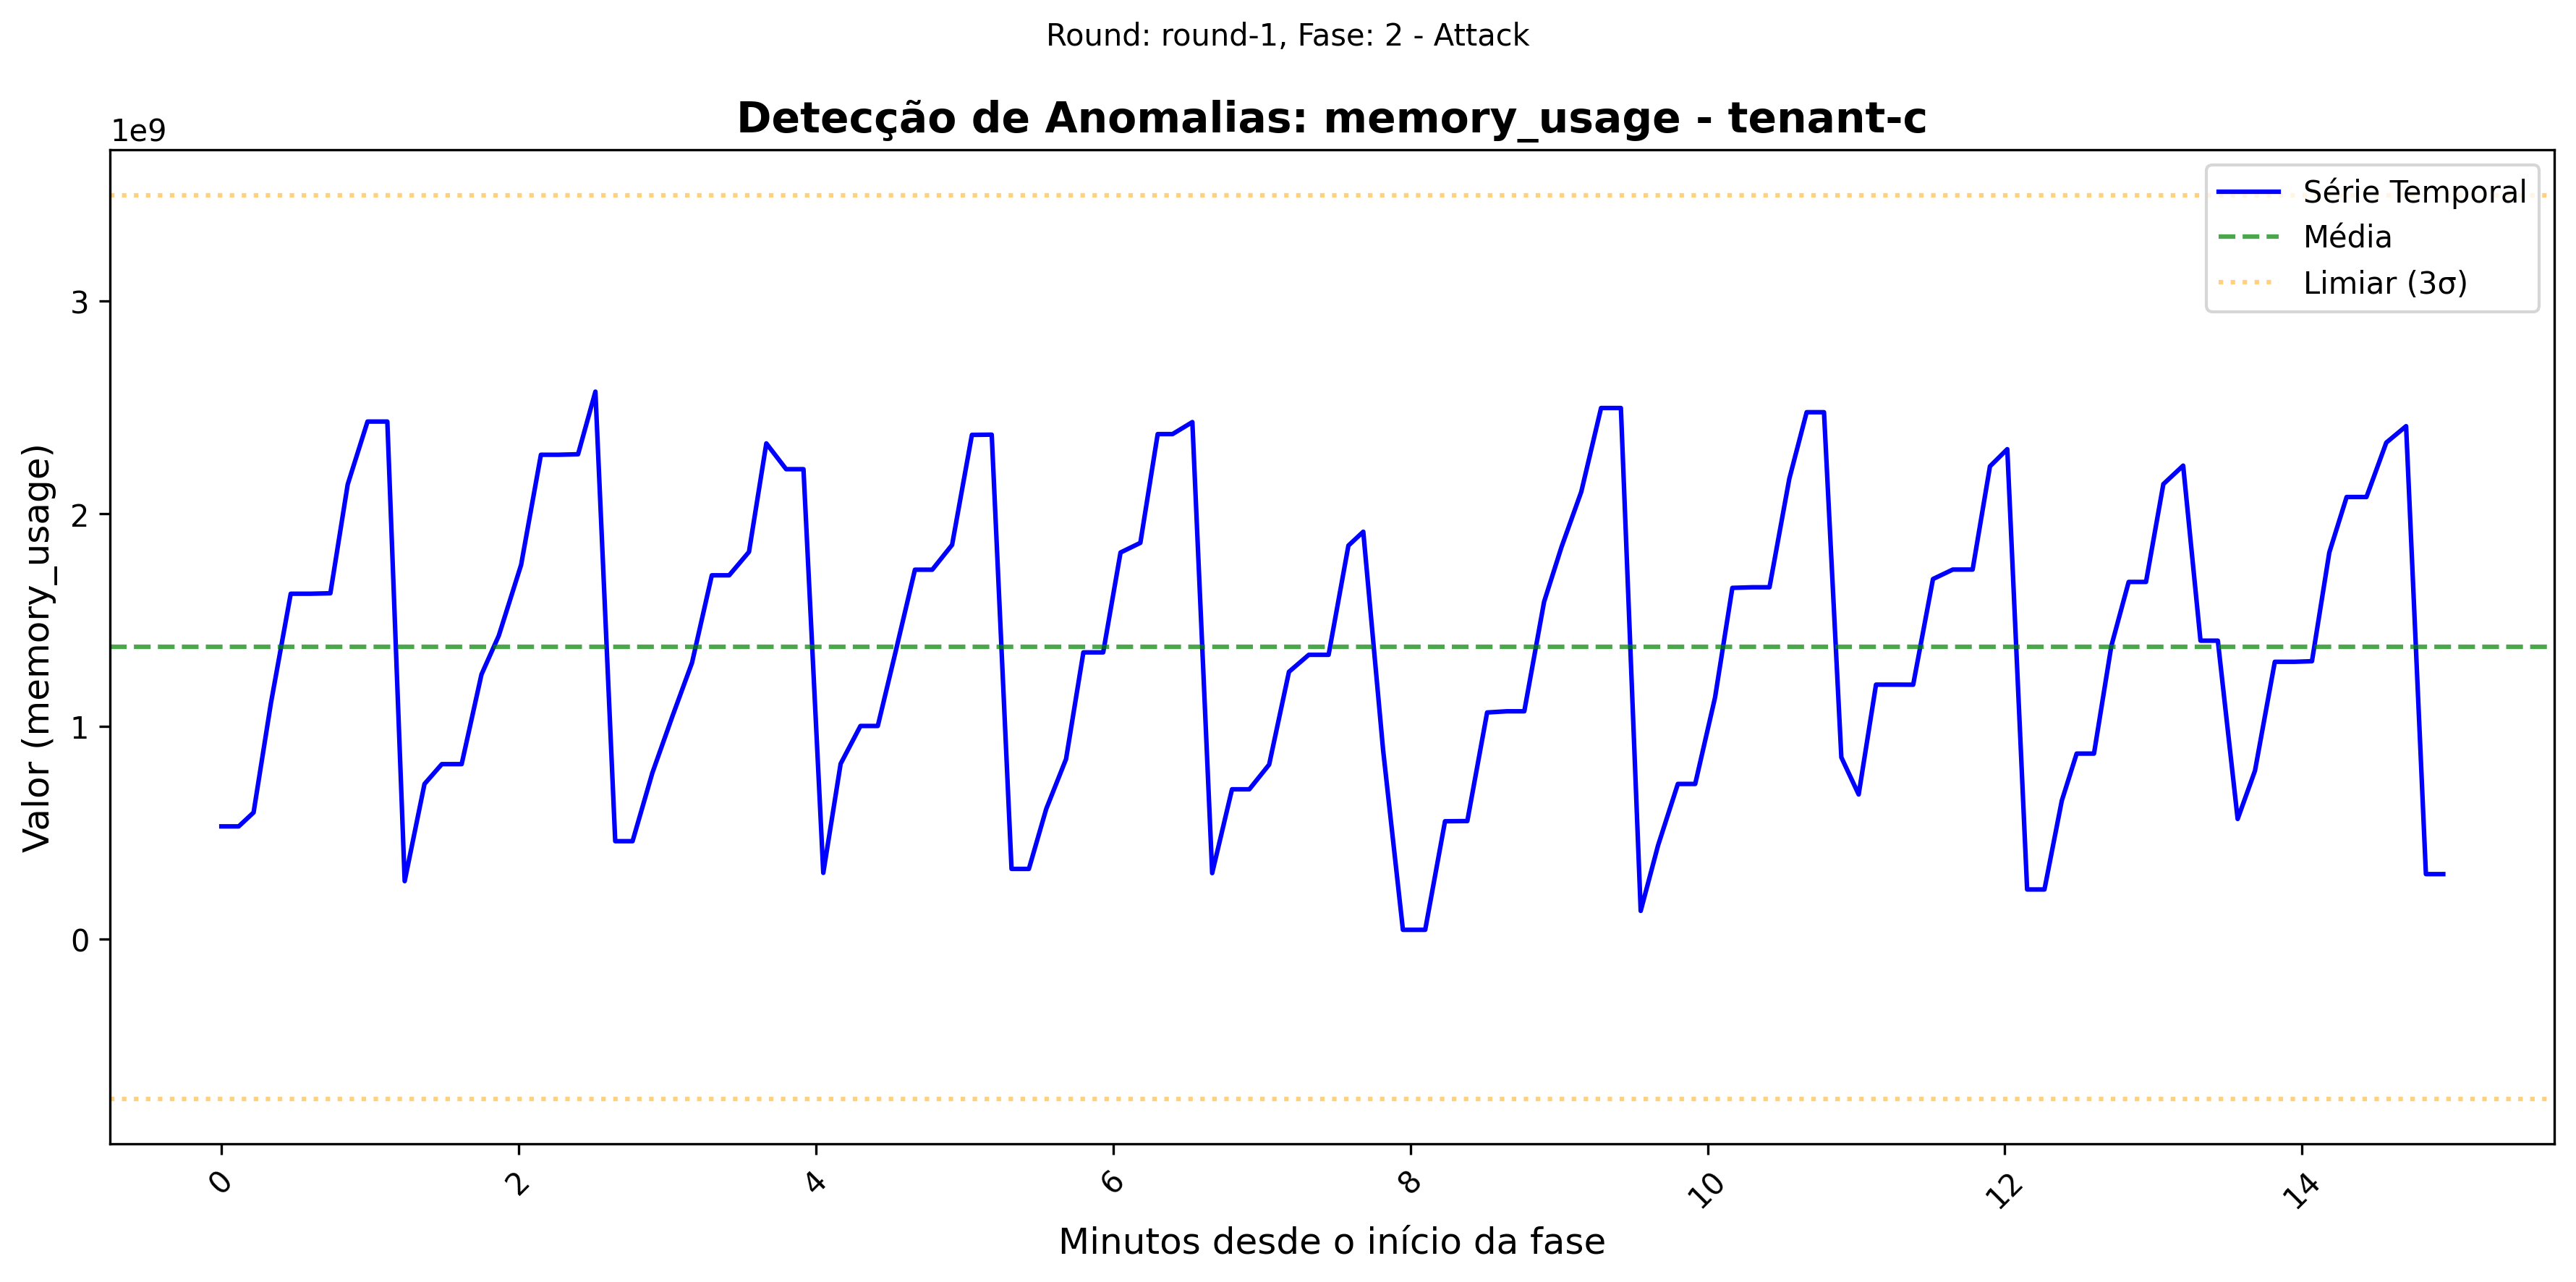 Round: round-1, Fase: 2 - Attack
Detecção de Anomalias: memory_usage - tenant-c
1e9
Série Temporal
Média
Limiar (3σ)
Valor (memory_usage)
3
2
1
0
0 2 4 6 8 10 12 14
Minutos desde o início da fase